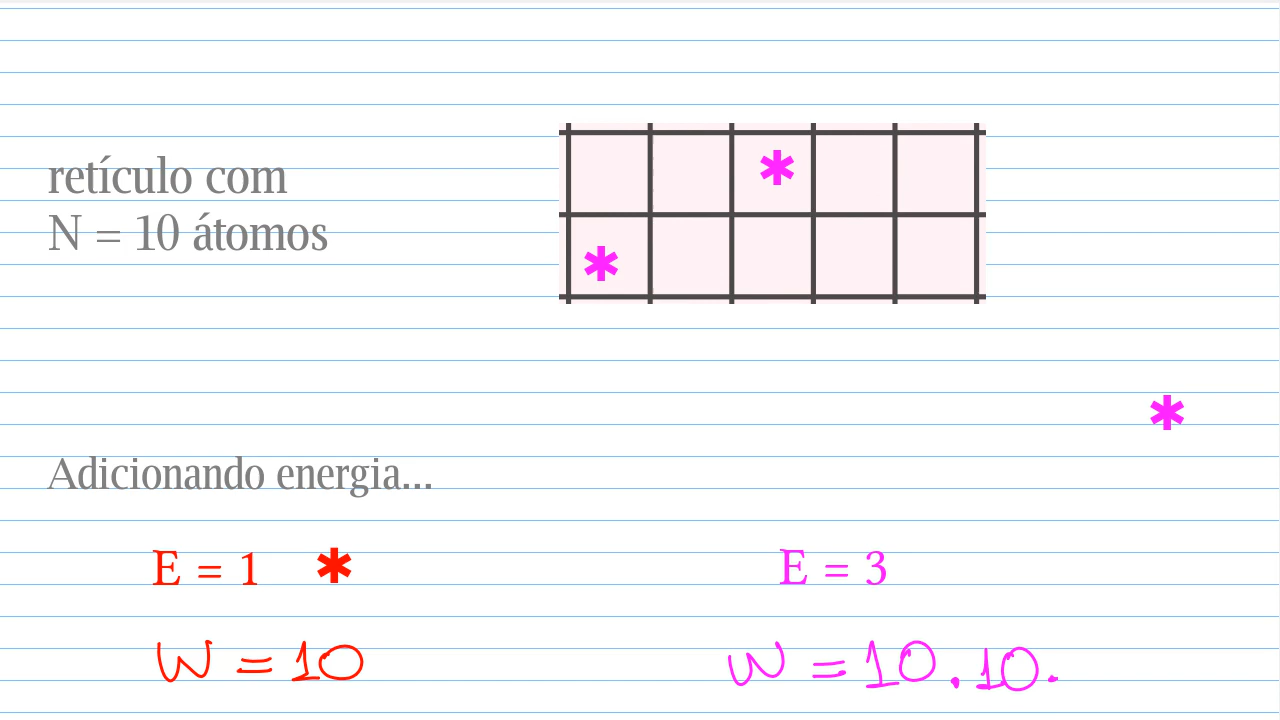 retículo com
N = 10 átomos
Adicionando energia...
E = 1 *
E = 3
W = 10
W = 10.10.